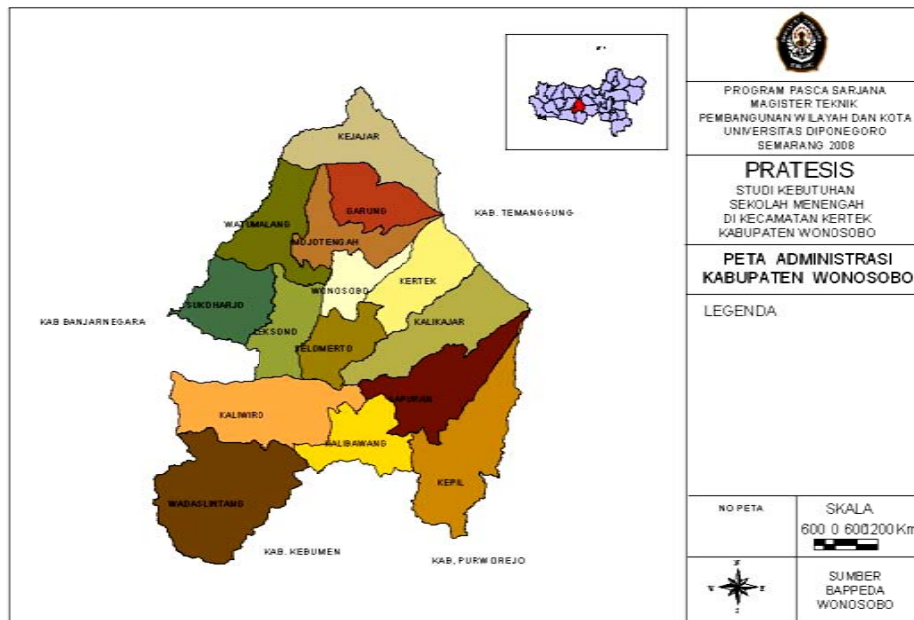 KEJAJAR
GARUNG
KAB. TEMANGGUNG
WATUMALANG
MOJOTENGAH
WONOSOBO
KERTEK
SUKOHARJO
KAB BANJARNEGARA
KALIKAJAR
LEKSONO
SELOMERTO
SAPURAN
KALIWIRO
KALIBAWANG
KEPIL
WADASLINTANG
KAB. KEBUMEN
KAB, PURWOREJO
PROGRAM PASCA SARJANA
MAGISTER TEKNIK
PEMBANGUNAN WILAYAH DAN KOTA
UNIVERSITAS DIPONEGORO
SEMARANG 2008
PRATESIS
STUDI KEBUTUHAN
SEKOLAH MENENGAH
DI KECAMATAN KERTEK
KABUPATEN WONOSOBO
PETA ADMINISTRASI
KABUPATEN WONOSOBO
LEGENDA
NO PETA
SKALA
600 0 6001200 Km
SUMBER
BAPPEDA
WONOSOBO